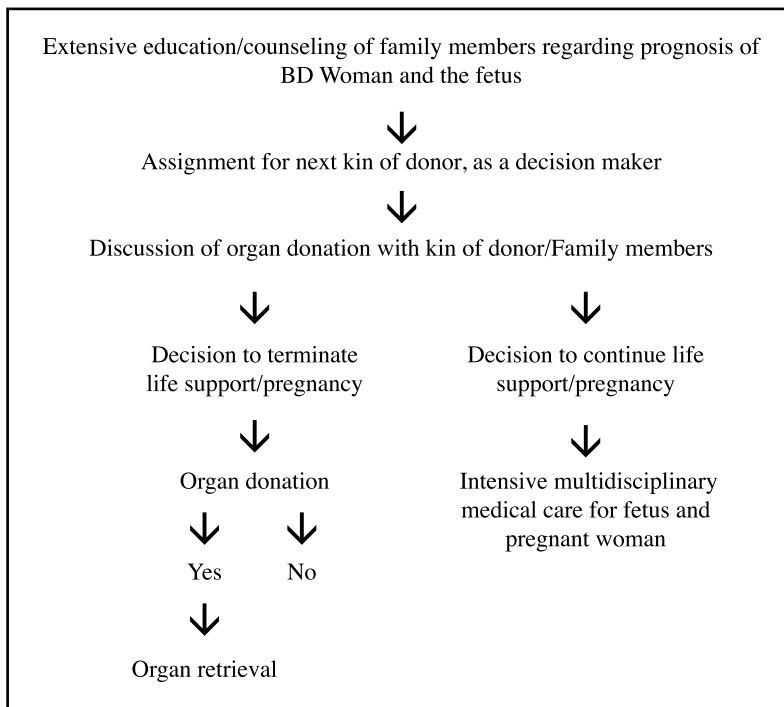 Extensive education/counseling of family members regarding prognosis of
BD Woman and the fetus
Assignment for next kin of donor, as a decision maker
Discussion of organ donation with kin of donor/Family members
Decision to terminate
life support/pregnancy
Decision to continue life
support/pregnancy
Organ donation
Intensive multidisciplinary
medical care for fetus and
pregnant woman
Yes
No
Organ retrieval